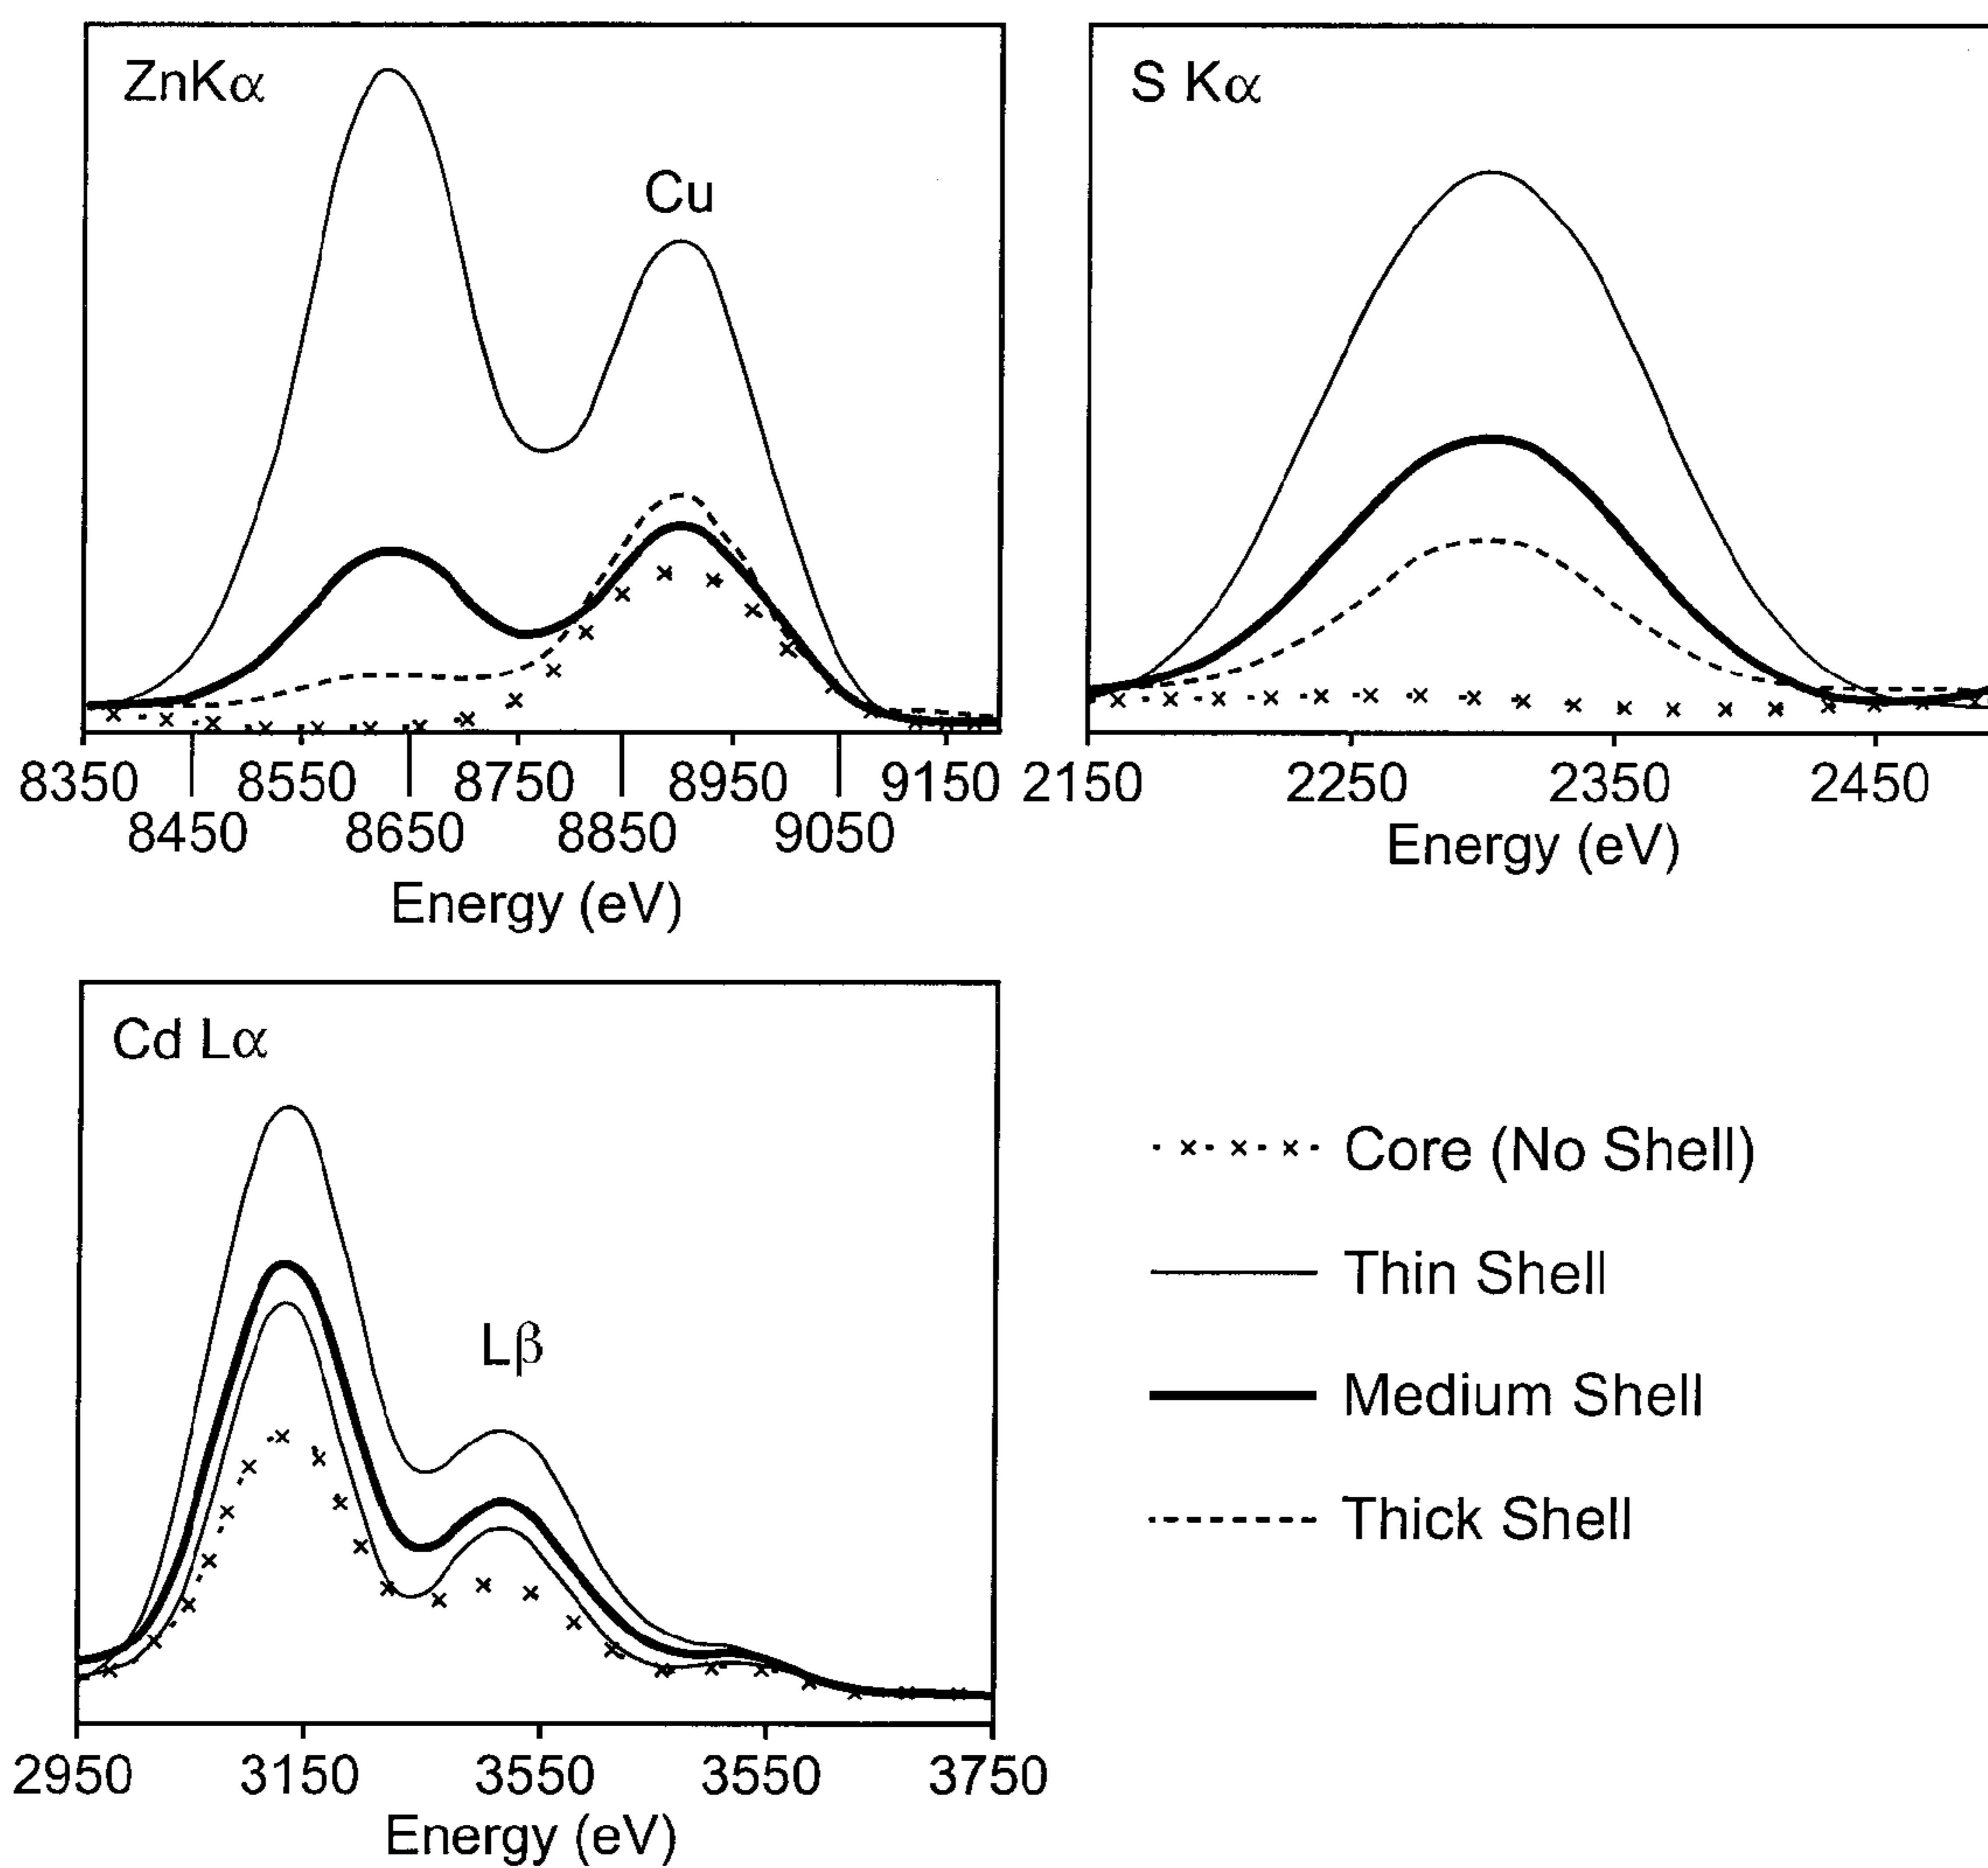 ZnKα
Cu
8350 8550 8750 8950 9150
8450 8650 8850 9050
Energy (eV)
S Kα
2150 2250 2350 2450
Energy (eV)
Cd Lα
Lβ
2950 3150 3550 3550 3750
Energy (eV)
Core (No Shell)
Thin Shell
Medium Shell
Thick Shell